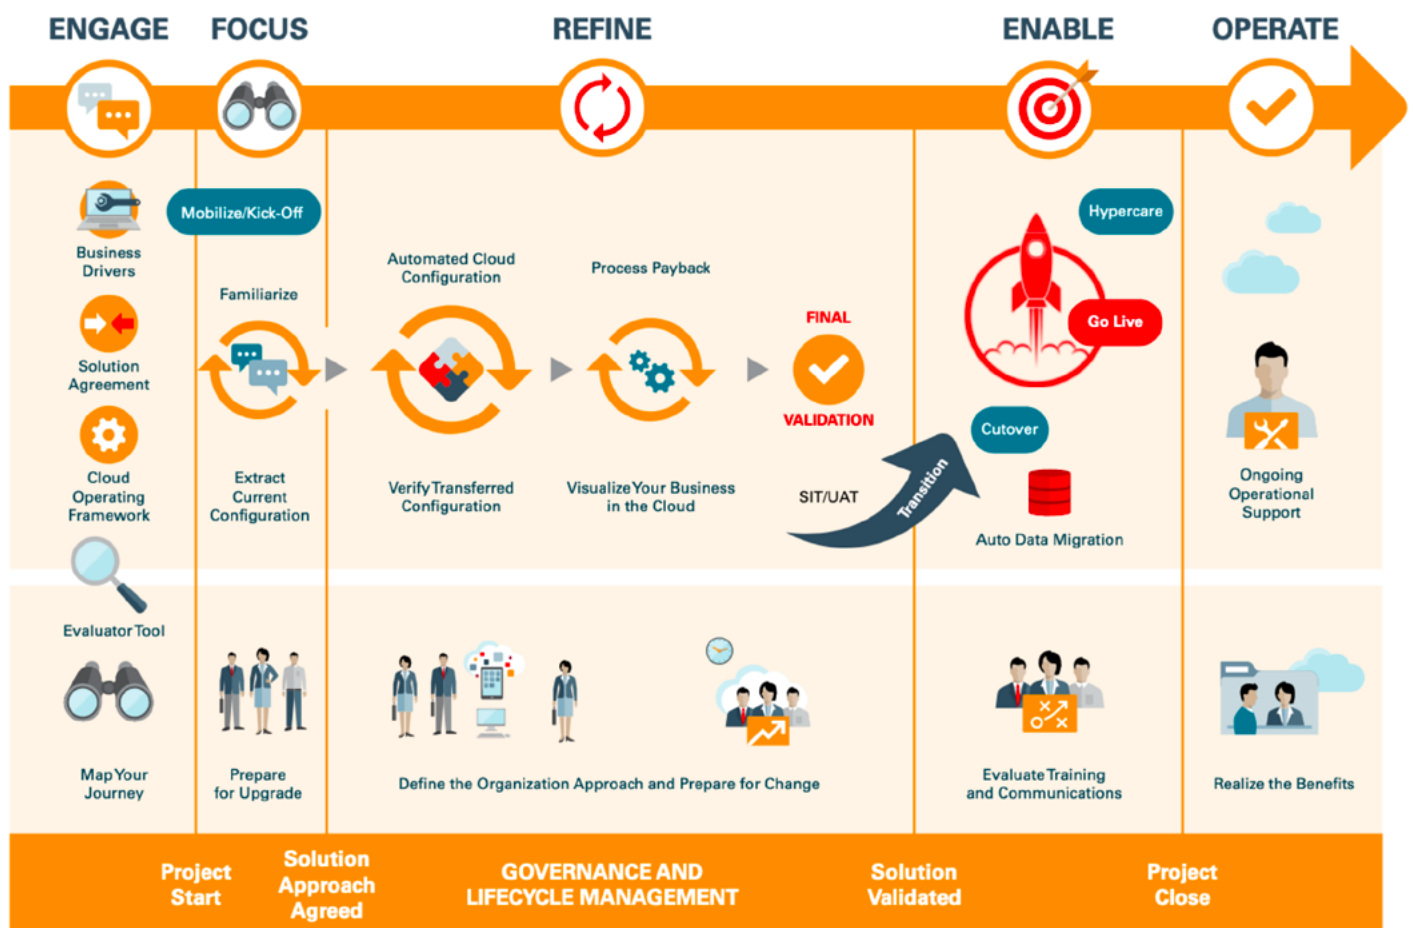 ENGAGE
FOCUS
REFINE
ENABLE
OPERATE
Business
Drivers
Solution
Agreement
Cloud
Operating
Framework
Evaluator Tool
Map Your
Journey
Mobilize/Kick-Off
Familiarize
Extract
Current
Configuration
Prepare
for Upgrade
Automated Cloud
Configuration
Verify Transferred
Configuration
Process Payback
Visualize Your Business
in the Cloud
FINAL
VALIDATION
SIT/UAT
Transition
Define the Organization Approach and Prepare for Change
Hypercare
Go Live
Cutover
Auto Data Migration
Evaluate Training
and Communications
Ongoing
Operational
Support
Realize the Benefits
Project
Start
Solution
Approach
Agreed
GOVERNANCE AND
LIFECYCLE MANAGEMENT
Solution
Validated
Project
Close